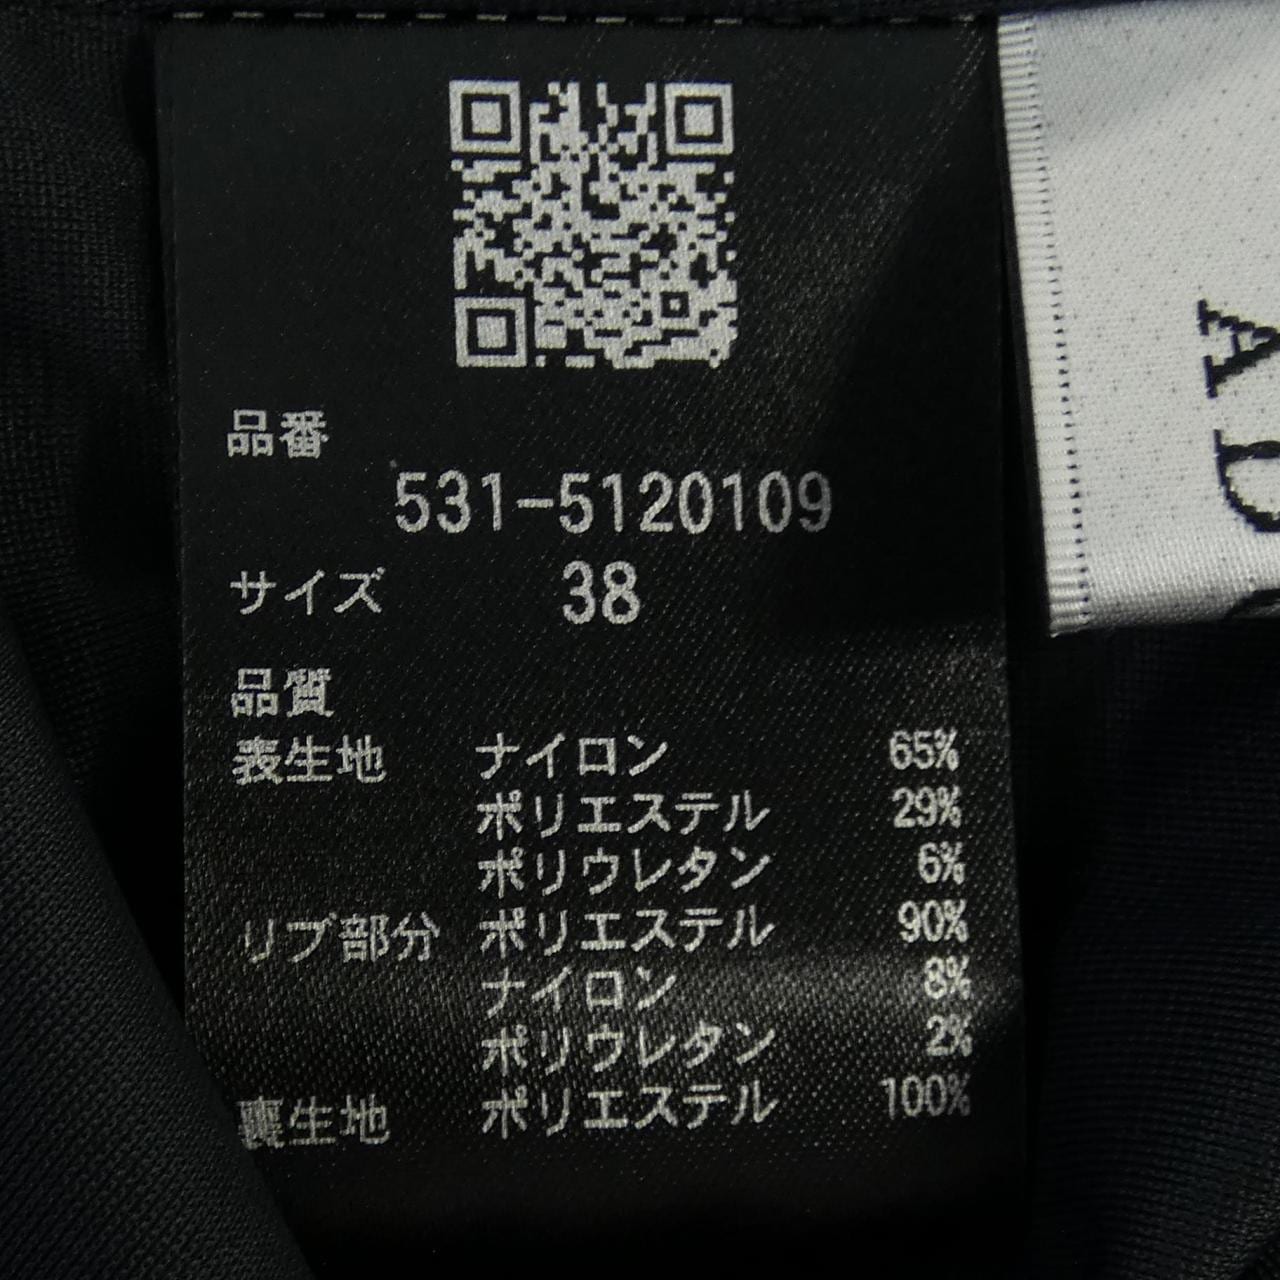 品番
531-5120109
サイズ 38
品質
表生地 ナイロン 65%
ポリエステル 29%
ポリウレタン 6%
リブ部分 ポリエステル 90%
ナイロン 8%
ポリウレタン 2%
裏生地 ポリエステル 100%